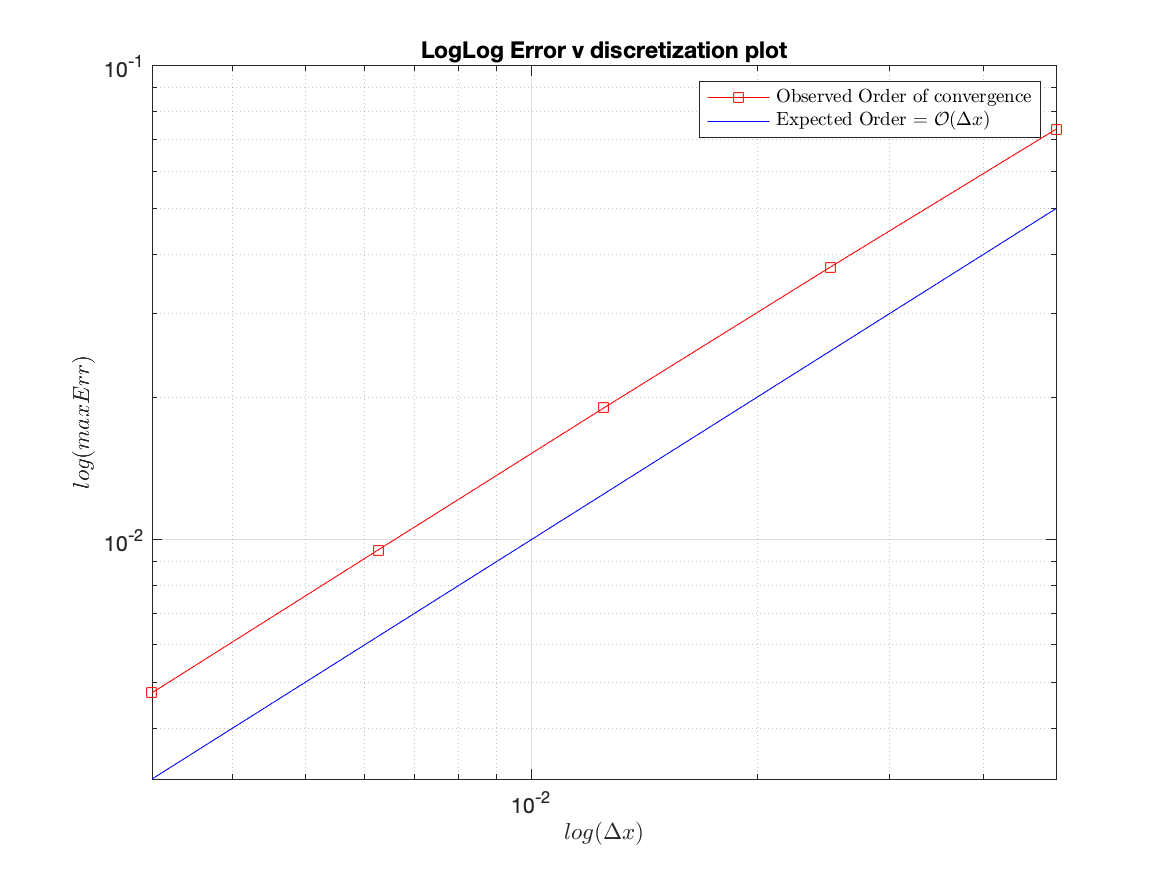 LogLog Error v discretization plot
10^-1
Observed Order of convergence
Expected Order = 𝒪(Δx)
log(maxErr)
10^-2
10^-2
log(Δx)